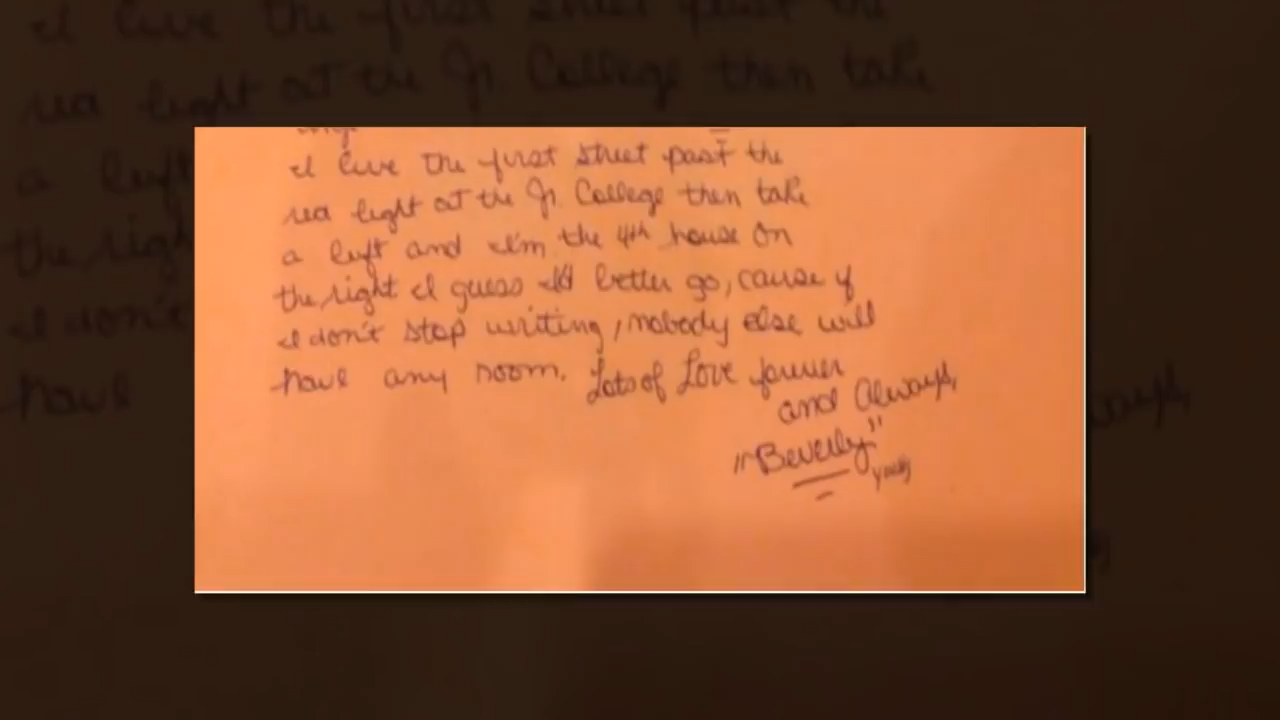 I live the first street past the
red light at the Jr. College then take
a left and I'm the 4th house on
the right I guess I'd better go, cause if
I don't stop writing, nobody else will
have any room. Lots of Love forever
and Always,
"Beverly"